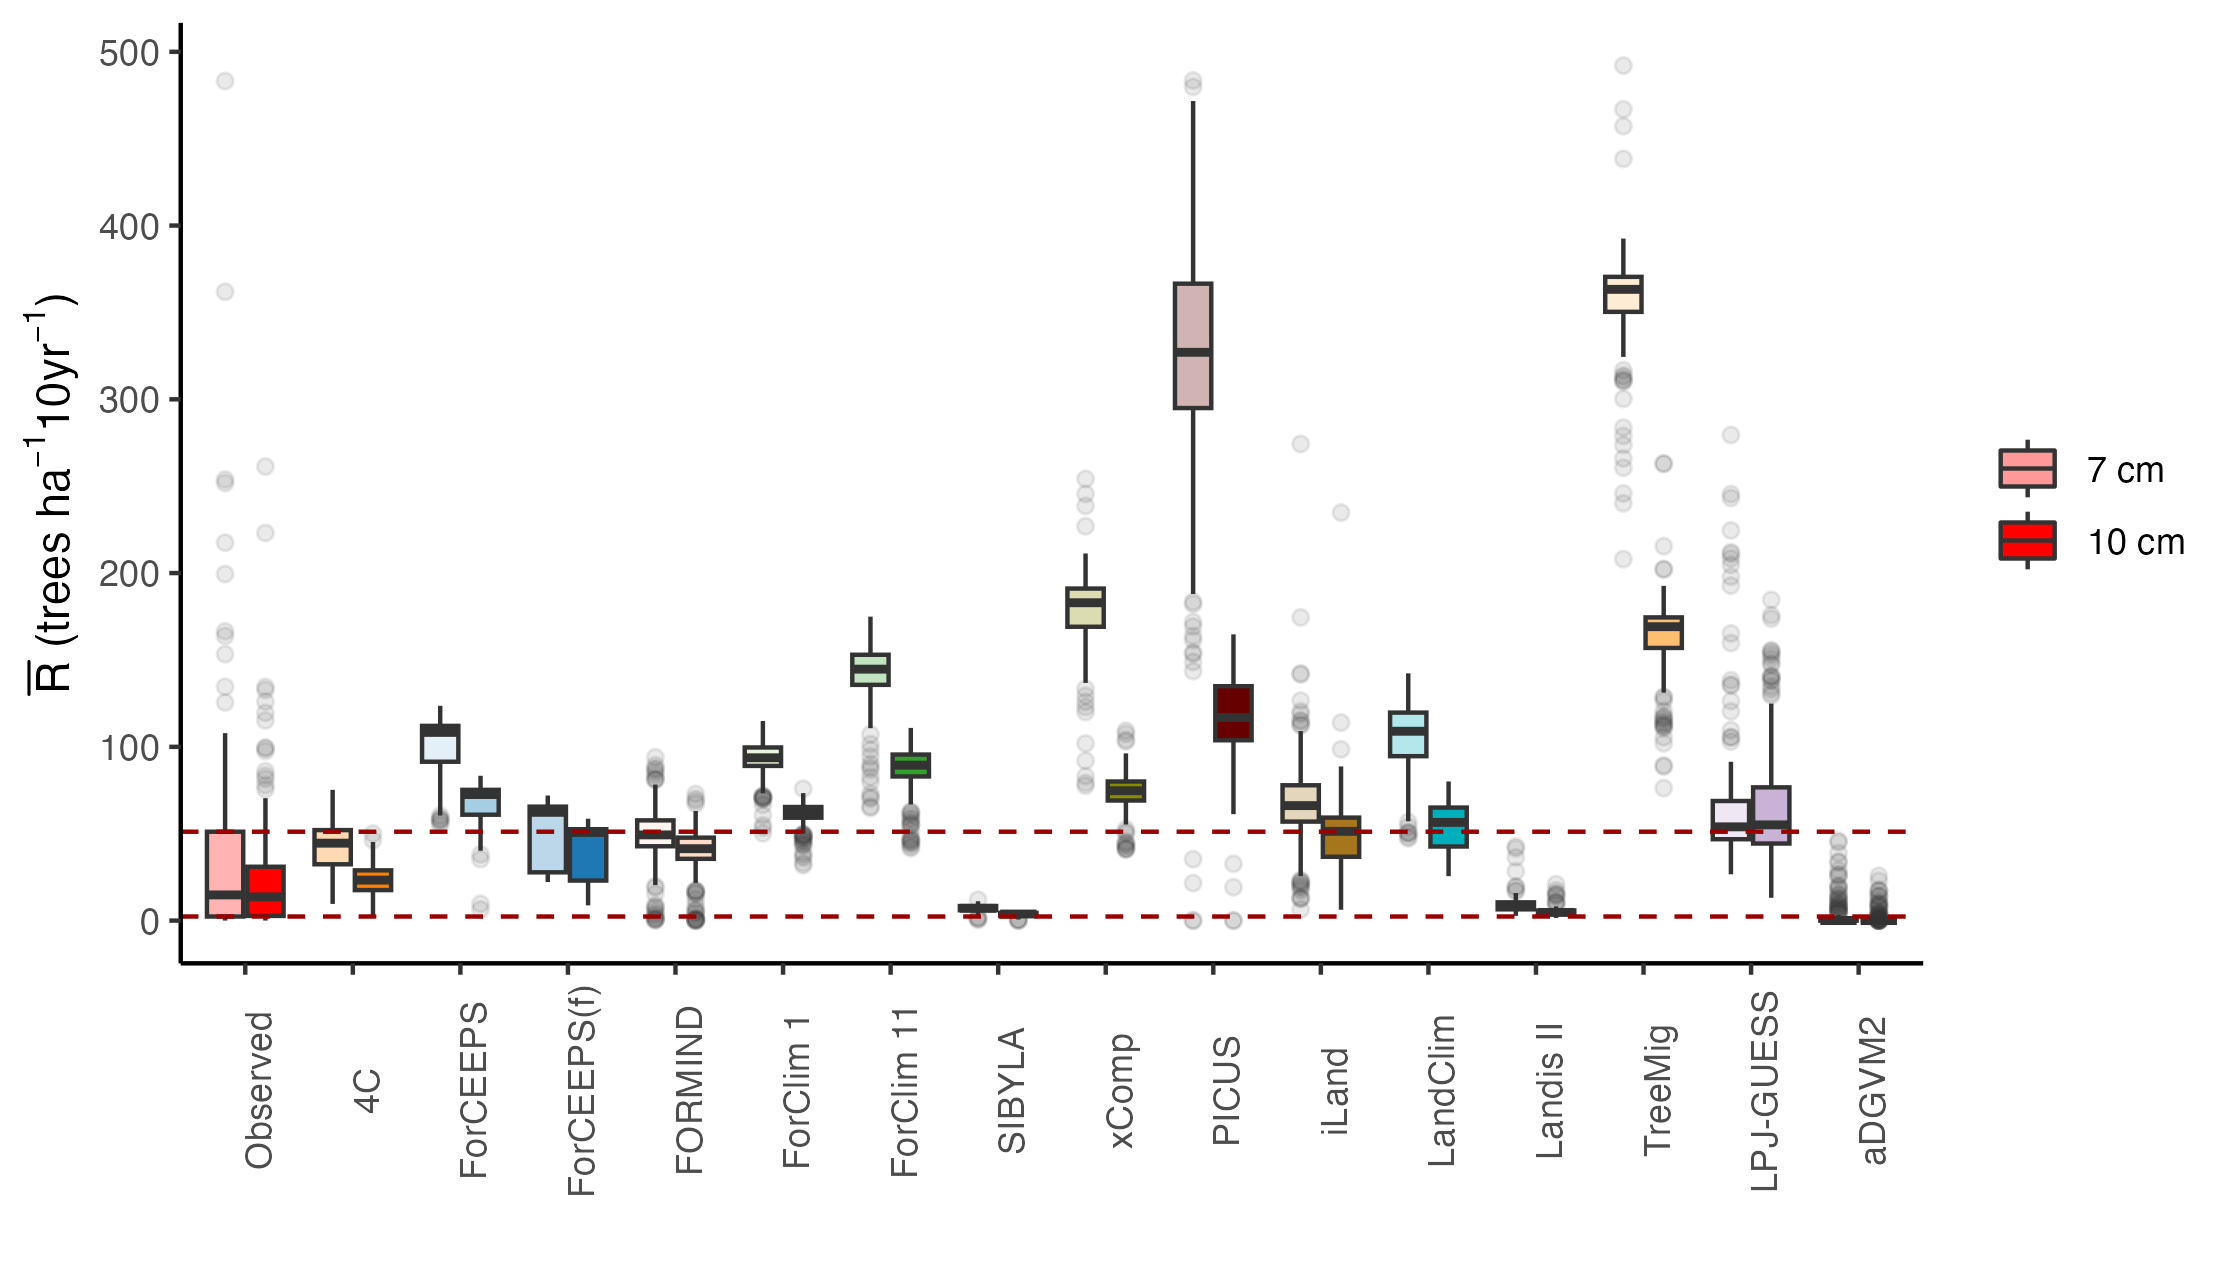 R (trees ha⁻¹10yr⁻¹)
500
400
300
200
100
0
Observed
4C
ForCEEPS
ForCEEPS(f)
FORMIND
ForClim 1
ForClim 11
SIBYLA
xComp
PICUS
iLand
LandClim
Landis II
TreeMig
LPJ-GUESS
aDGVM2
7 cm
10 cm